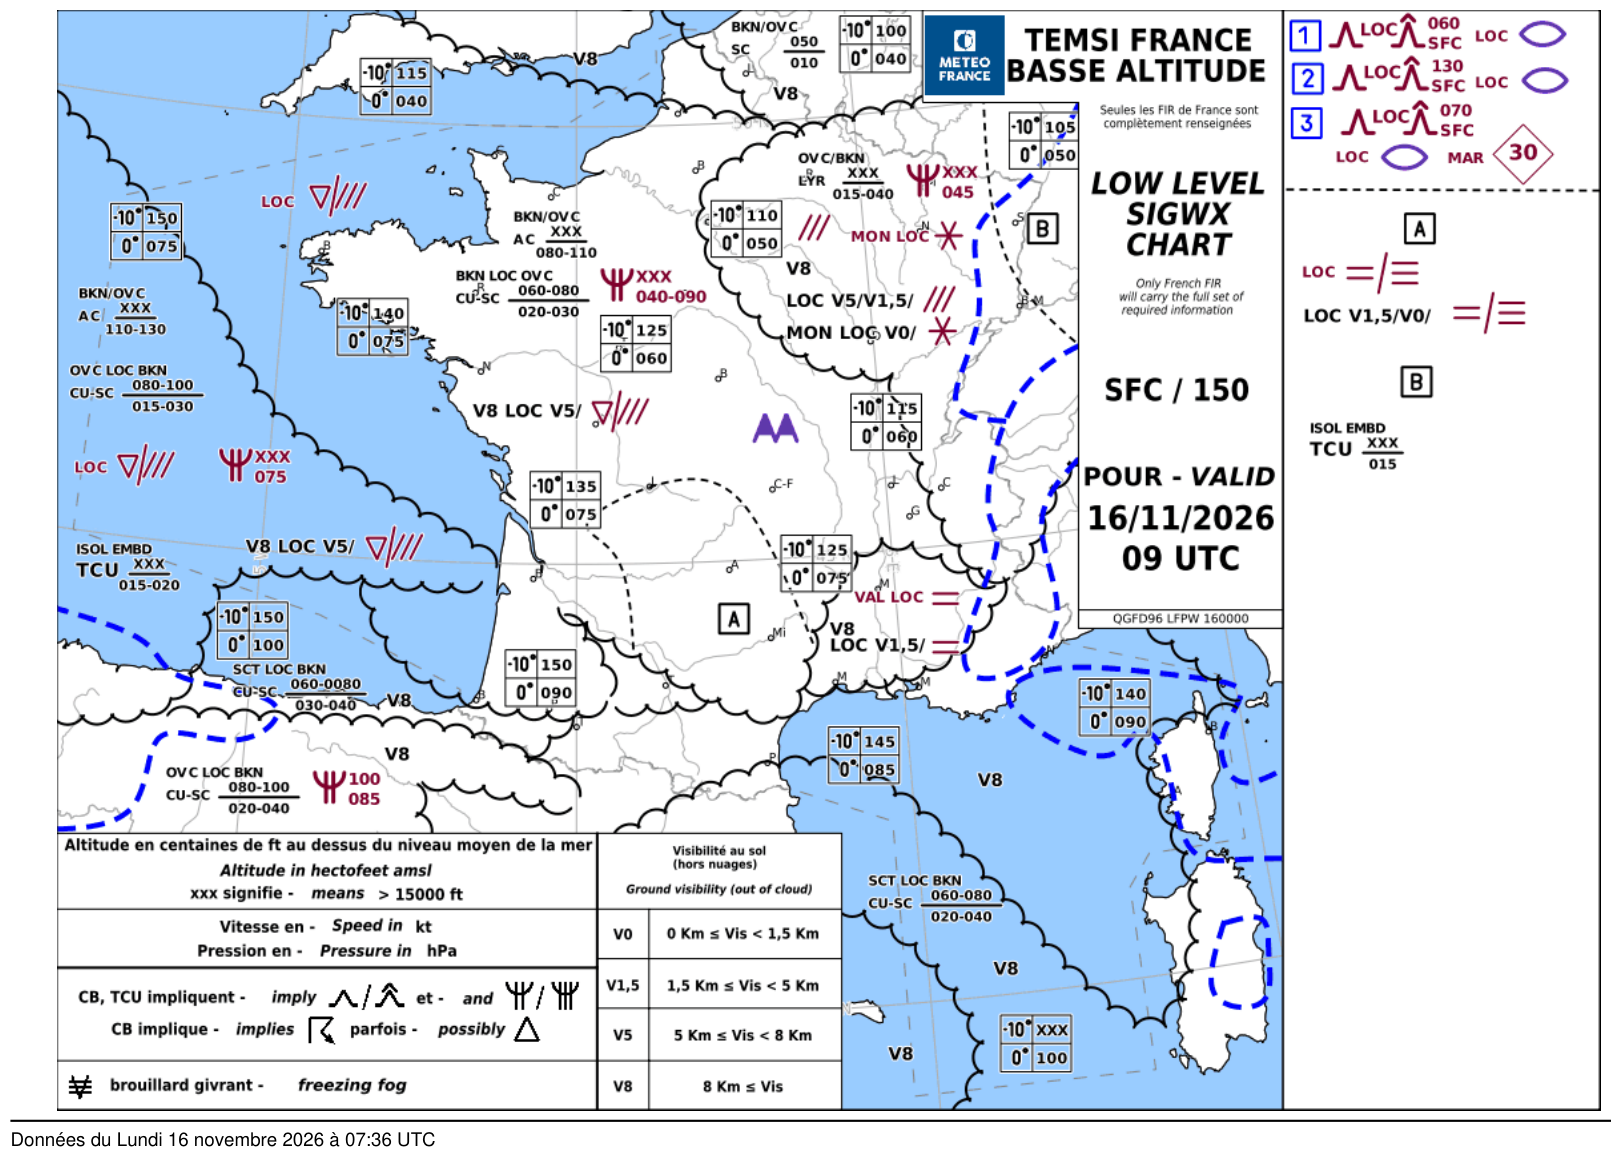 BKN/OVC
SC 050
010
-10° 100
0° 040
V8
V8
-10° 115
0° 040
METEO
FRANCE
TEMSI FRANCE
BASSE ALTITUDE
Seules les FIR de France sont
complètement renseignées
LOW LEVEL
SIGWX
CHART
Only French FIR
will carry the full set of
required information
SFC / 150
POUR - VALID
16/11/2026
09 UTC
QGFD96 LFPW 160000
1 LOC 060
SFC LOC
2 LOC 130
SFC LOC
3 LOC 070
SFC
LOC MAR 30
A
LOC
LOC V1,5/V0/
B
ISOL EMBD
TCU XXX
015
-10° 105
0° 050
B
OVC/BKN
LYR XXX
015-040
XXX
045
-10° 110
0° 050
MON LOC
V8
LOC V5/V1,5/
MON LOC V0/
LOC
-10° 150
0° 075
BKN/OVC
AC XXX
080-110
BKN LOC OVC
CU-SC 060-080
020-030
XXX
040-090
BKN/OVC
AC XXX
110-130
-10° 140
0° 075
-10° 125
0° 060
OVC LOC BKN
CU-SC 080-100
015-030
V8 LOC V5/
-10° 115
0° 060
LOC
XXX
075
-10° 135
0° 075
C-F
V8 LOC V5/
ISOL EMBD
TCU XXX
015-020
-10° 125
0° 075
VAL LOC
A
V8
LOC V1,5/
Mi
-10° 150
0° 100
-10° 150
0° 090
SCT LOC BKN
CU-SC 060-0080
030-040
V8
-10° 140
0° 090
V8
-10° 145
0° 085
V8
OVC LOC BKN
CU-SC 080-100
020-040
100
085
SCT LOC BKN
CU-SC 060-080
020-040
V8
V8
-10° XXX
0° 100
Altitude en centaines de ft au dessus du niveau moyen de la mer
Altitude in hectofeet amsl
xxx signifie - means > 15000 ft
Vitesse en - Speed in kt
Pression en - Pressure in hPa
CB, TCU impliquent - imply / et - and /
CB implique - implies parfois - possibly
brouillard givrant - freezing fog
Visibilité au sol
(hors nuages)
Ground visibility (out of cloud)
V0 0 Km ≤ Vis < 1,5 Km
V1,5 1,5 Km ≤ Vis < 5 Km
V5 5 Km ≤ Vis < 8 Km
V8 8 Km ≤ Vis
Données du Lundi 16 novembre 2026 à 07:36 UTC